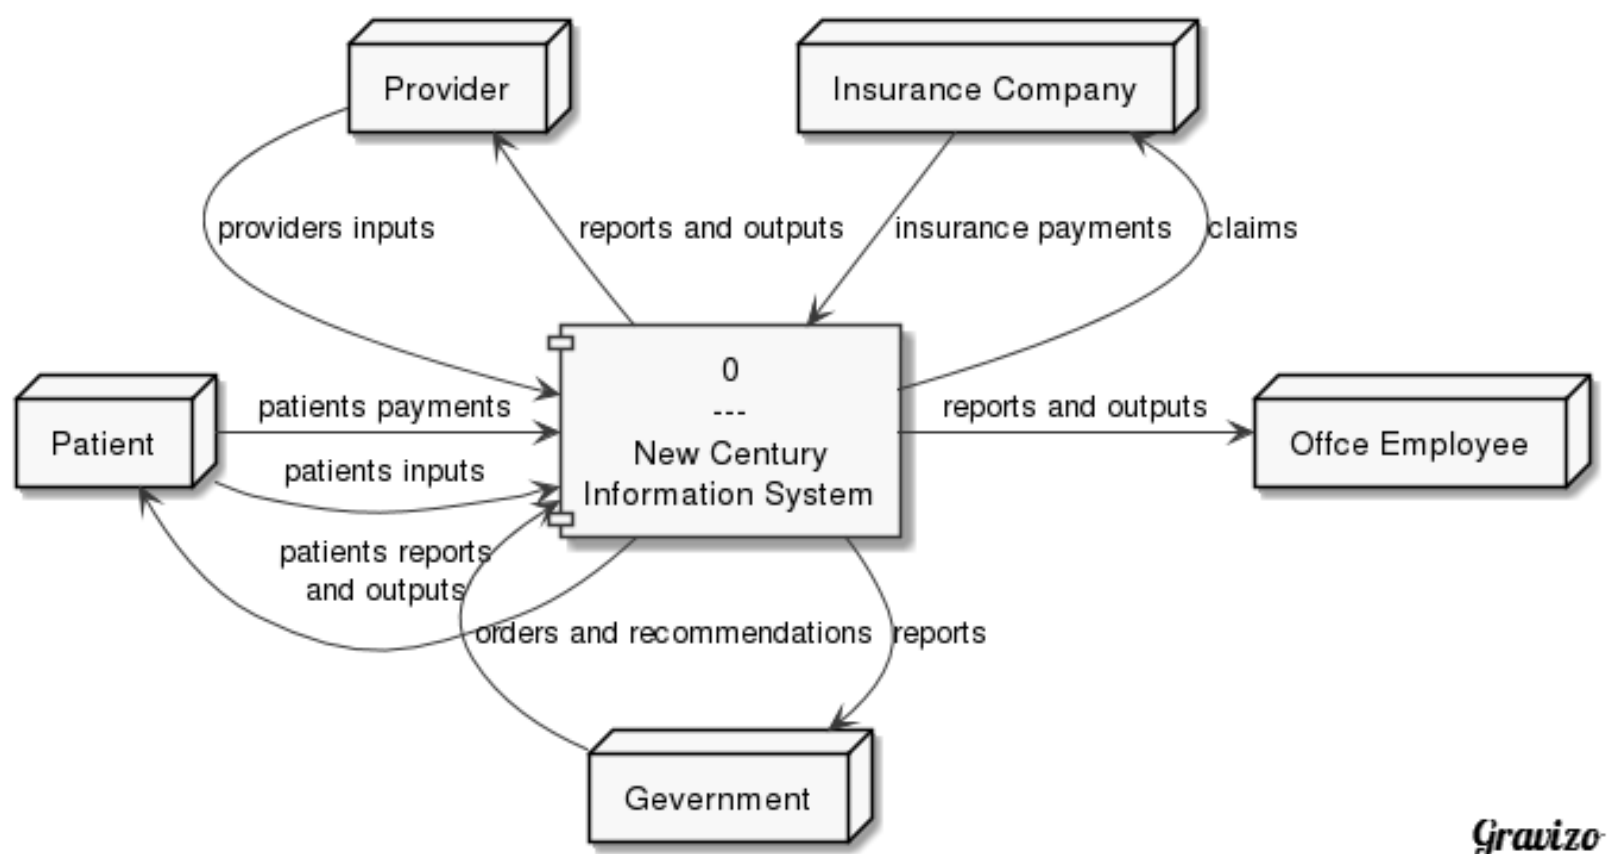 Provider
Insurance Company
providers inputs
reports and outputs
insurance payments
claims
0
---
New Century
Information System
Patient
patients payments
patients inputs
reports and outputs
Offce Employee
patients reports
and outputs
orders and recommendations
reports
Gevernment
Gravizo